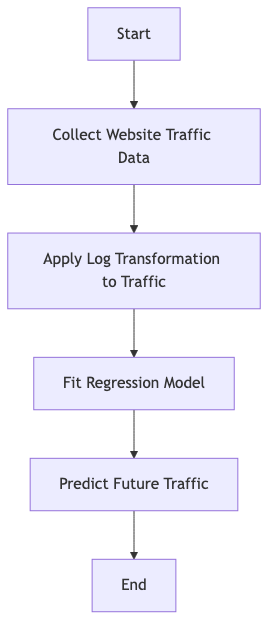 Start
Collect Website Traffic
Data
Apply Log Transformation
to Traffic
Fit Regression Model
Predict Future Traffic
End